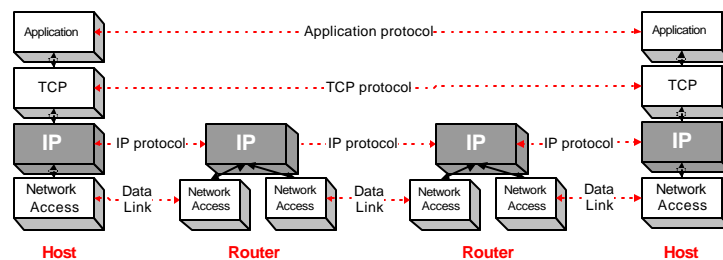 Application
Application protocol
Application
TCP
TCP protocol
TCP
IP
IP protocol
IP
IP protocol
IP
IP protocol
IP
Network
Access
Data
Link
Network
Access
Network
Access
Data
Link
Network
Access
Network
Access
Data
Link
Network
Access
Host
Router
Router
Host